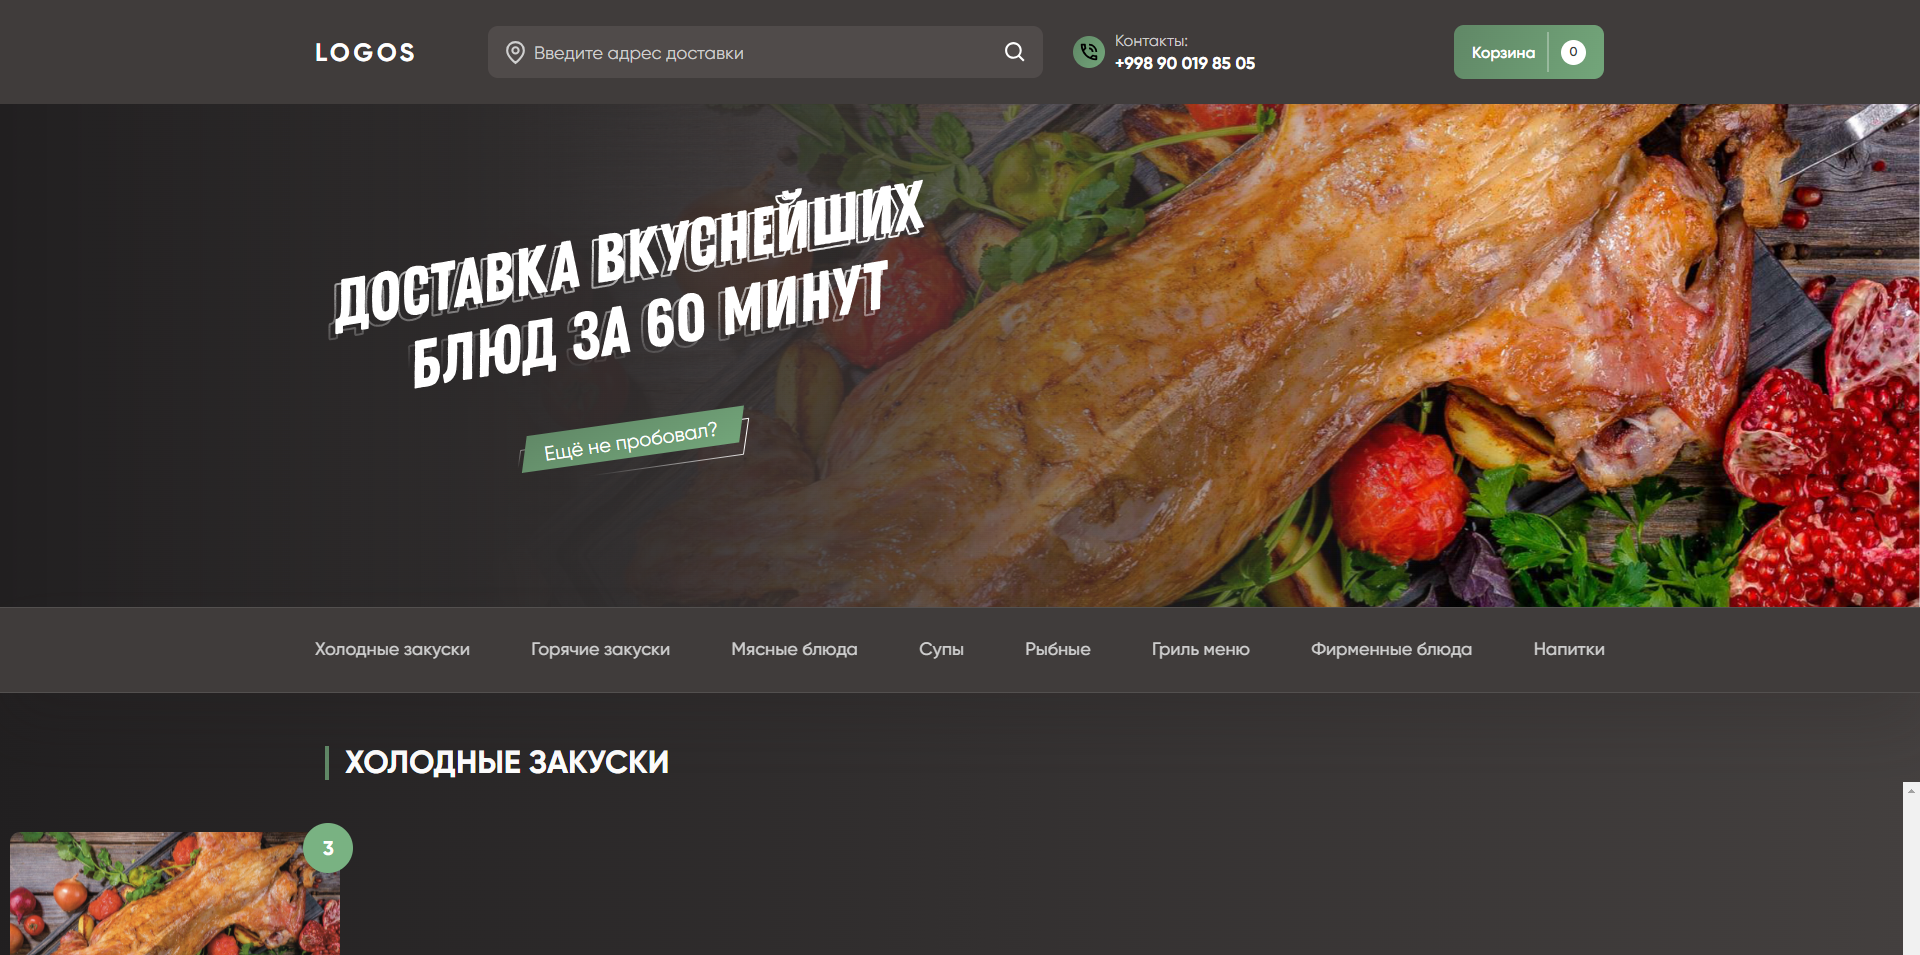 LOGOS
Введите адрес доставки
Контакты:
+998 90 019 85 05
Корзина
0
ДОСТАВКА ВКУСНЕЙШИХ
БЛЮД ЗА 60 МИНУТ
Ещё не пробовал?
Холодные закуски
Горячие закуски
Мясные блюда
Супы
Рыбные
Гриль меню
Фирменные блюда
Напитки
ХОЛОДНЫЕ ЗАКУСКИ
3